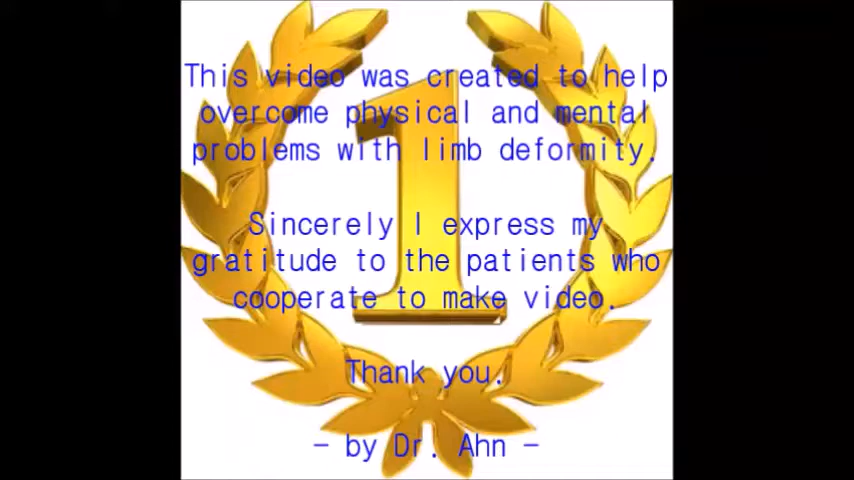 This video was created to help
overcome physical and mental
problems with limb deformity.
Sincerely I express my
gratitude to the patients who
cooperate to make video.
Thank you.
- by Dr. Ahn -
1